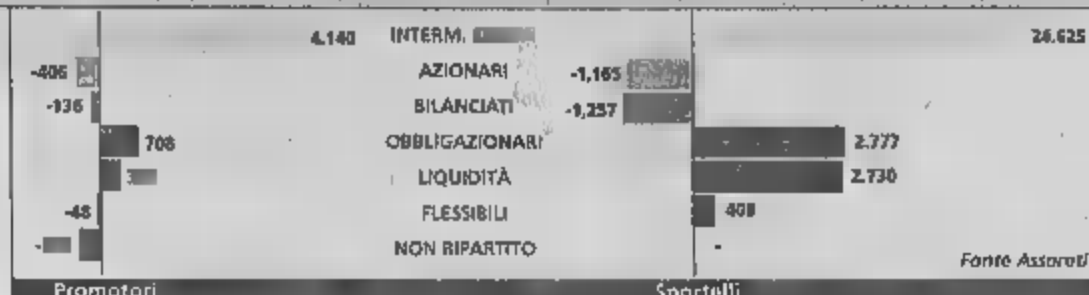 4.140 INTERM. 26.625
-406 AZIONARI -1,165
-136 BILANCIATI -1,237
708 OBBLIGAZIONARI 2.777
LIQUIDITÀ 2.730
-48 FLESSIBILI 408
NON RIPARTITO -
Fonte Assoreti
Promotori Sportelli